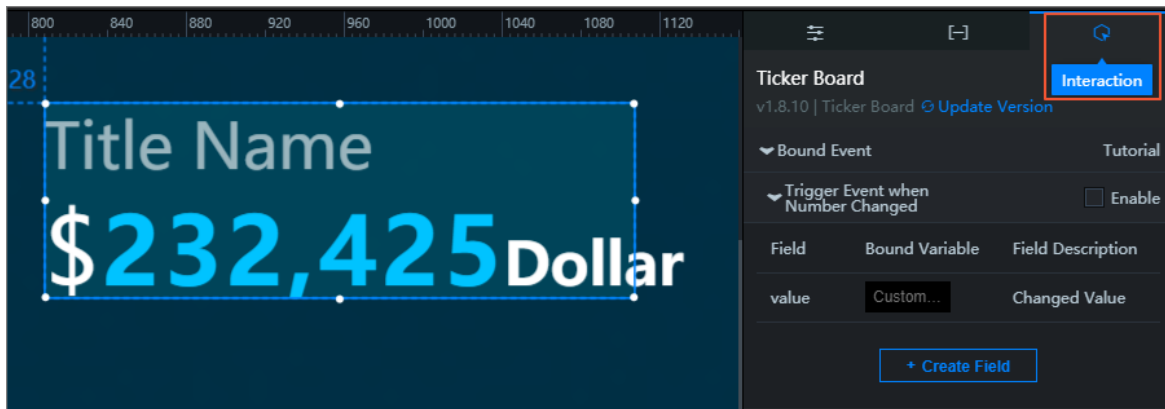 800 840 880 920 960 1000 1040 1080 1120
28
Title Name
$232,425Dollar
Interaction
Ticker Board
v1.8.10 | Ticker Board Update Version
Bound Event Tutorial
Trigger Event when
Number Changed
Enable
Field Bound Variable Field Description
value Custom... Changed Value
+ Create Field